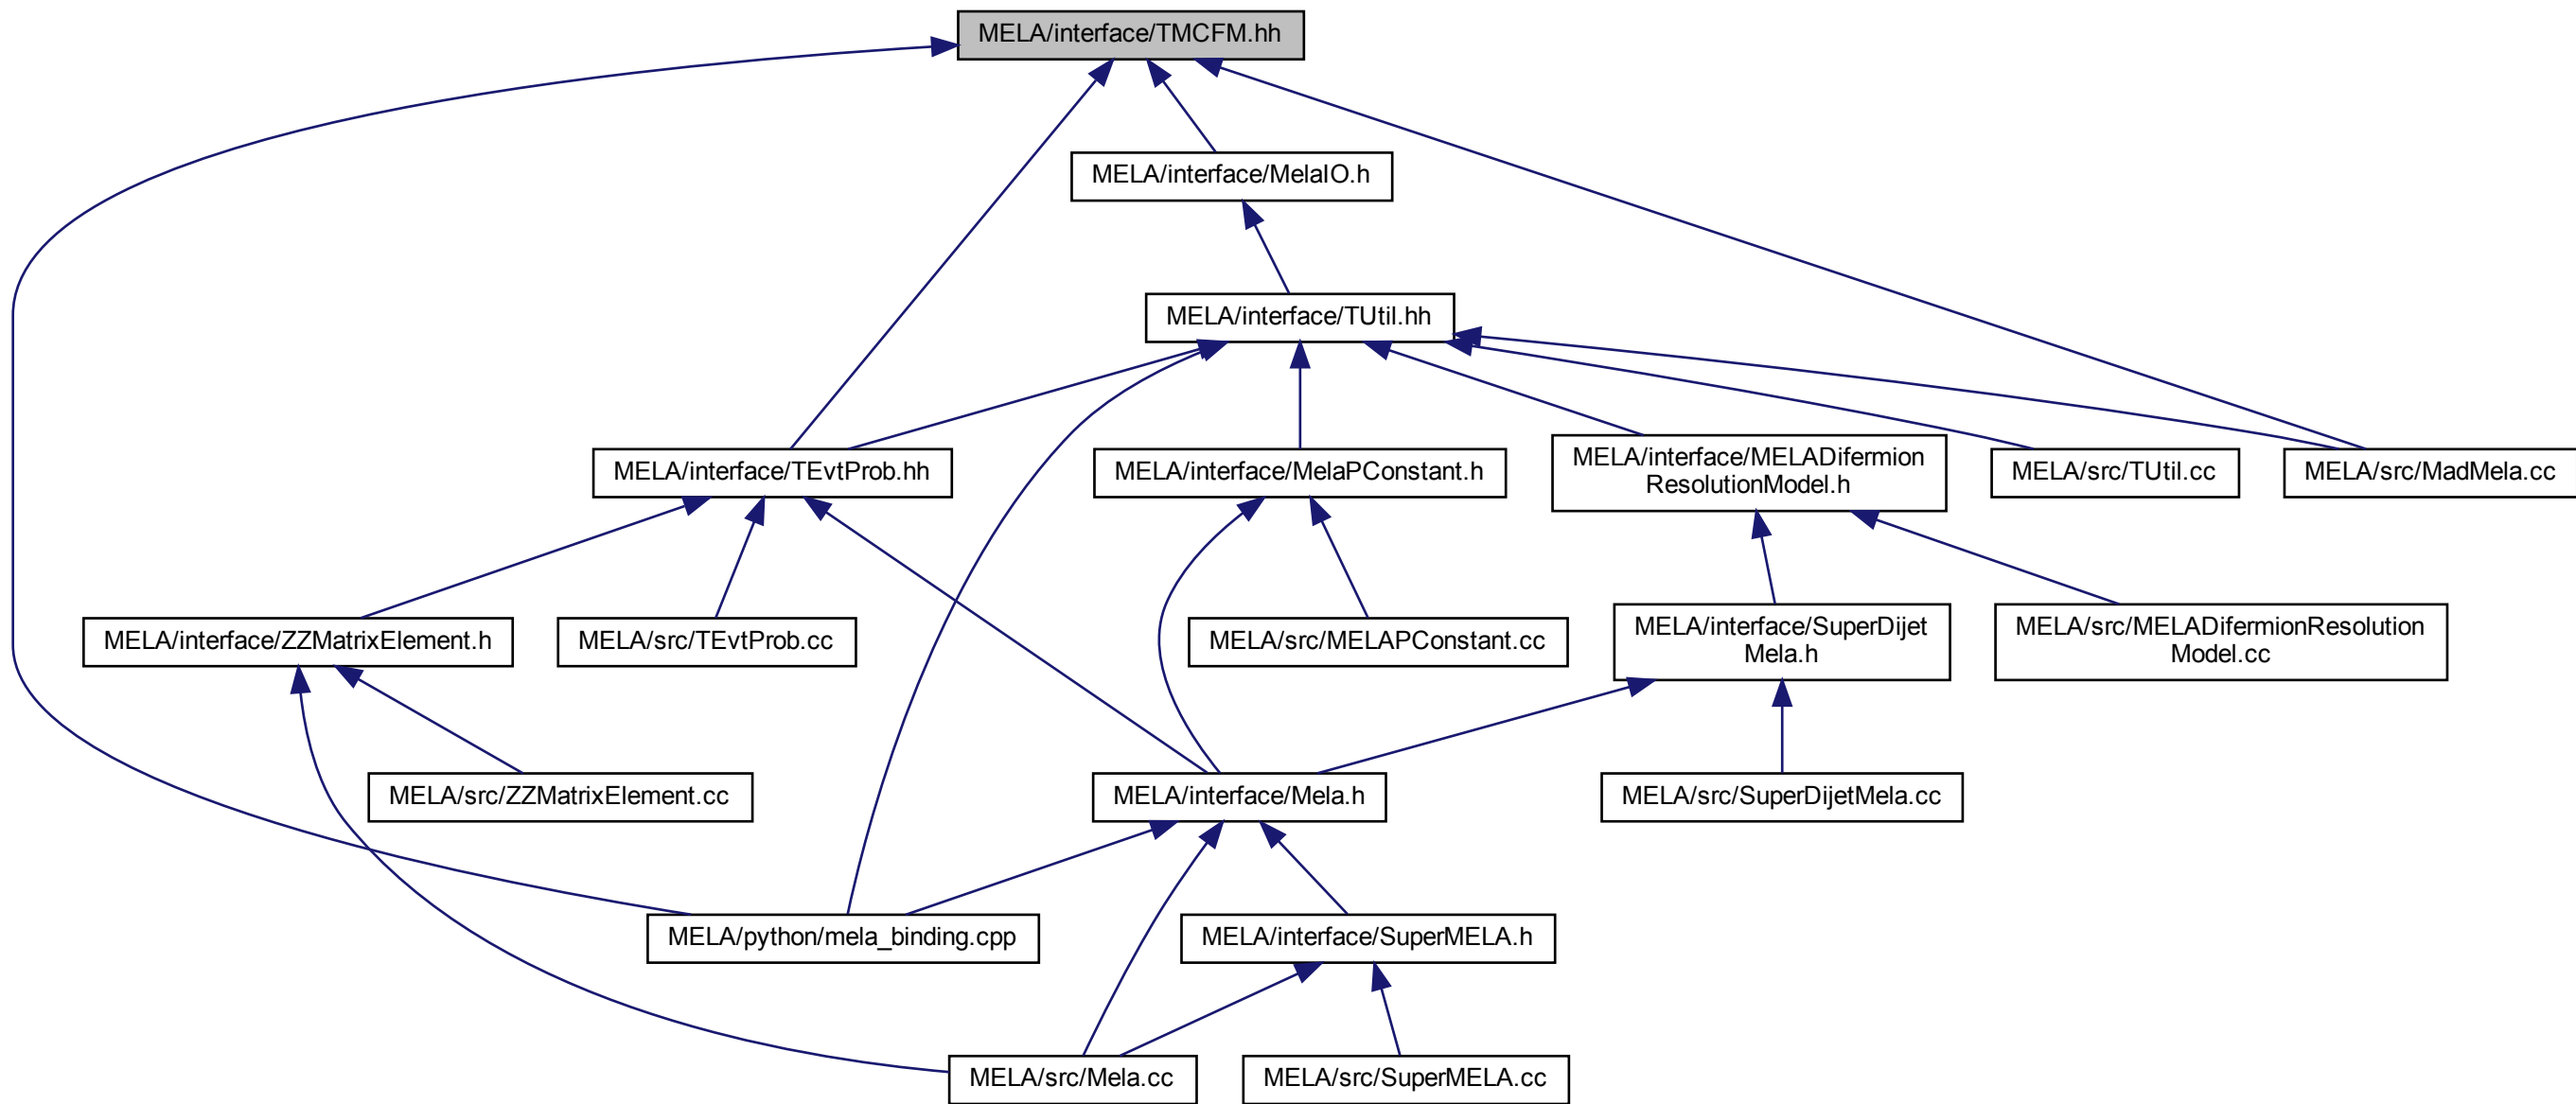 MELA/interface/TMCFM.hh
MELA/interface/MelaIO.h
MELA/interface/TUtil.hh
MELA/interface/TEvtProb.hh
MELA/interface/MelaPConstant.h
MELA/interface/MELADifermion
ResolutionModel.h
MELA/src/TUtil.cc
MELA/src/MadMela.cc
MELA/interface/ZZMatrixElement.h
MELA/src/TEvtProb.cc
MELA/src/MELAPConstant.cc
MELA/interface/SuperDijet
Mela.h
MELA/src/MELADifermionResolution
Model.cc
MELA/src/ZZMatrixElement.cc
MELA/interface/Mela.h
MELA/src/SuperDijetMela.cc
MELA/python/mela_binding.cpp
MELA/interface/SuperMELA.h
MELA/src/Mela.cc
MELA/src/SuperMELA.cc